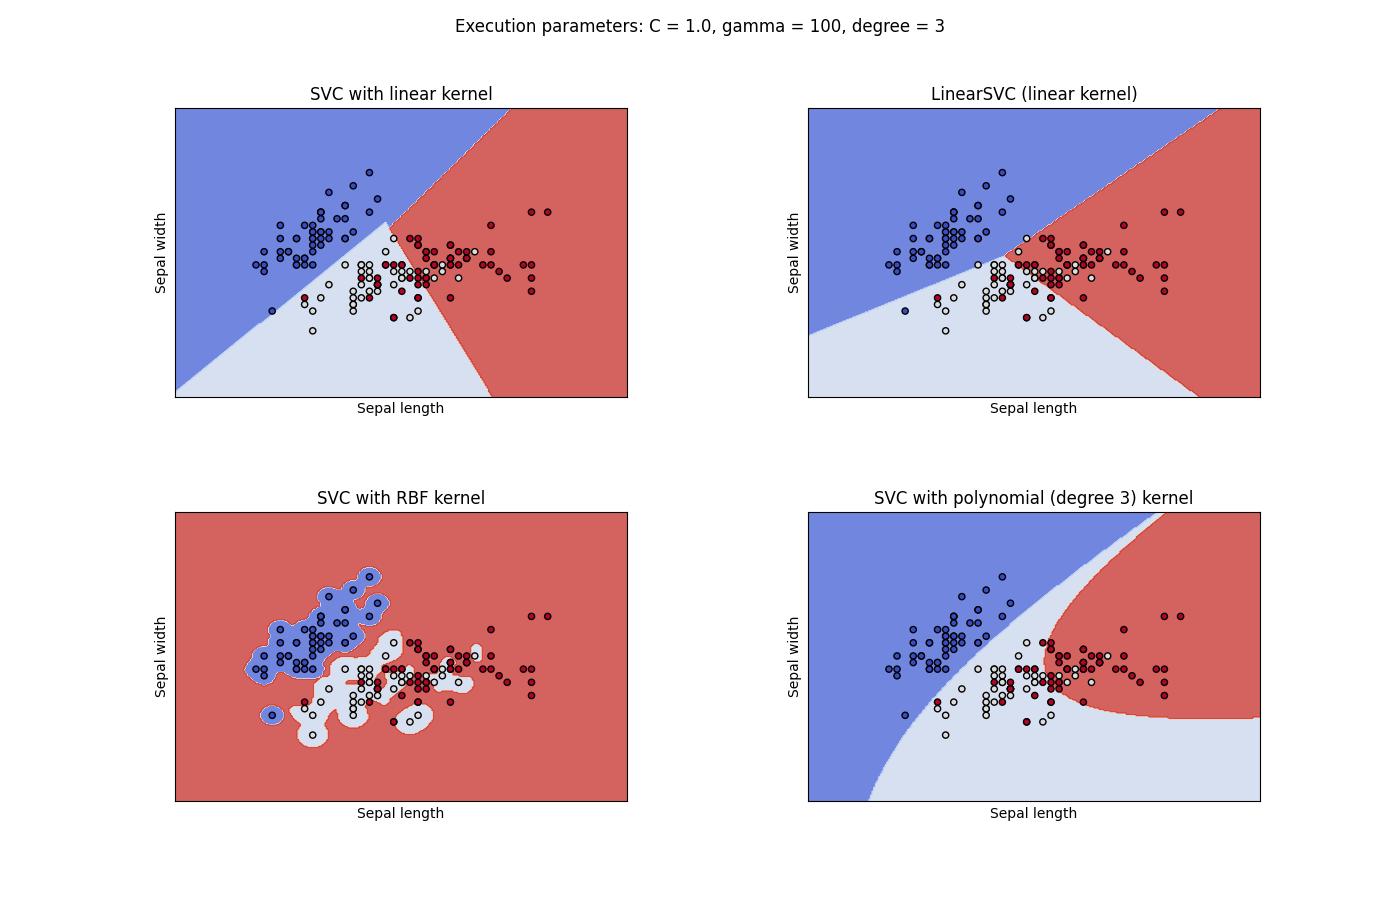 Execution parameters: C = 1.0, gamma = 100, degree = 3
SVC with linear kernel
Sepal width
Sepal length
LinearSVC (linear kernel)
Sepal width
Sepal length
SVC with RBF kernel
Sepal width
Sepal length
SVC with polynomial (degree 3) kernel
Sepal width
Sepal length